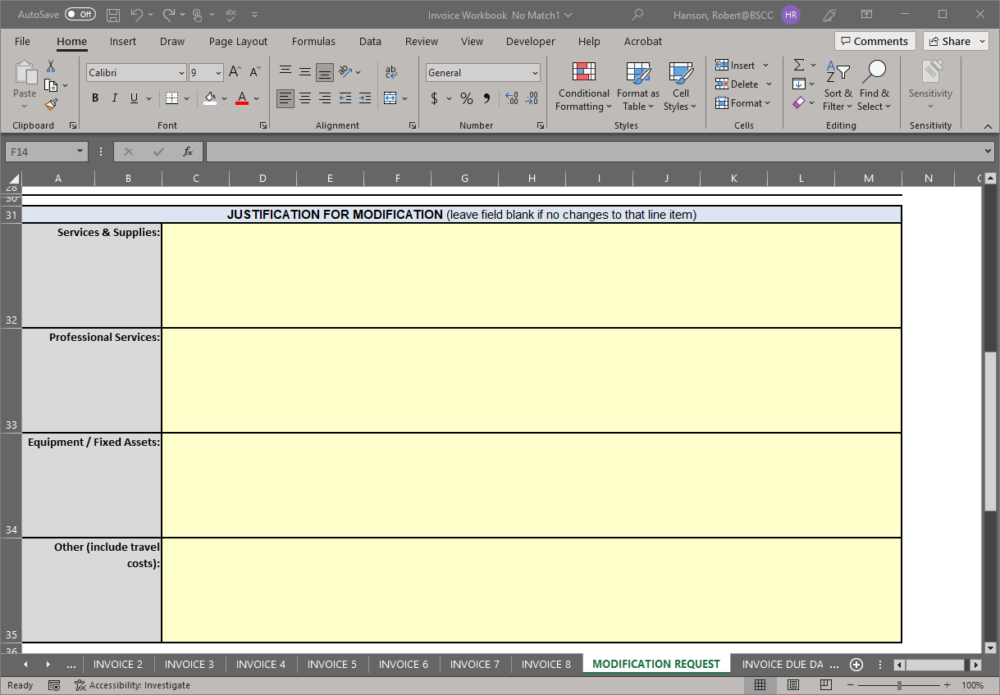 AutoSave Off Invoice Workbook No Match1 Hanson, Robert@BSCC HR
File Home Insert Draw Page Layout Formulas Data Review View Developer Help Acrobat Comments Share
Calibri 9 General Insert
Delete
Paste Conditional Format as Cell Sort & Find & Sensitivity
B I U $ % Formatting Table Styles Format Filter Select
Clipboard Font Alignment Number Styles Cells Editing Sensitivity
F14 fx
A B C D E F G H I J K L M N
28
30
31 JUSTIFICATION FOR MODIFICATION (leave field blank if no changes to that line item)
Services & Supplies:
32
Professional Services:
33
Equipment / Fixed Assets:
34
Other (include travel
costs):
35
36
... INVOICE 2 INVOICE 3 INVOICE 4 INVOICE 5 INVOICE 6 INVOICE 7 INVOICE 8 MODIFICATION REQUEST INVOICE DUE DA ...
Ready Accessibility: Investigate 100%